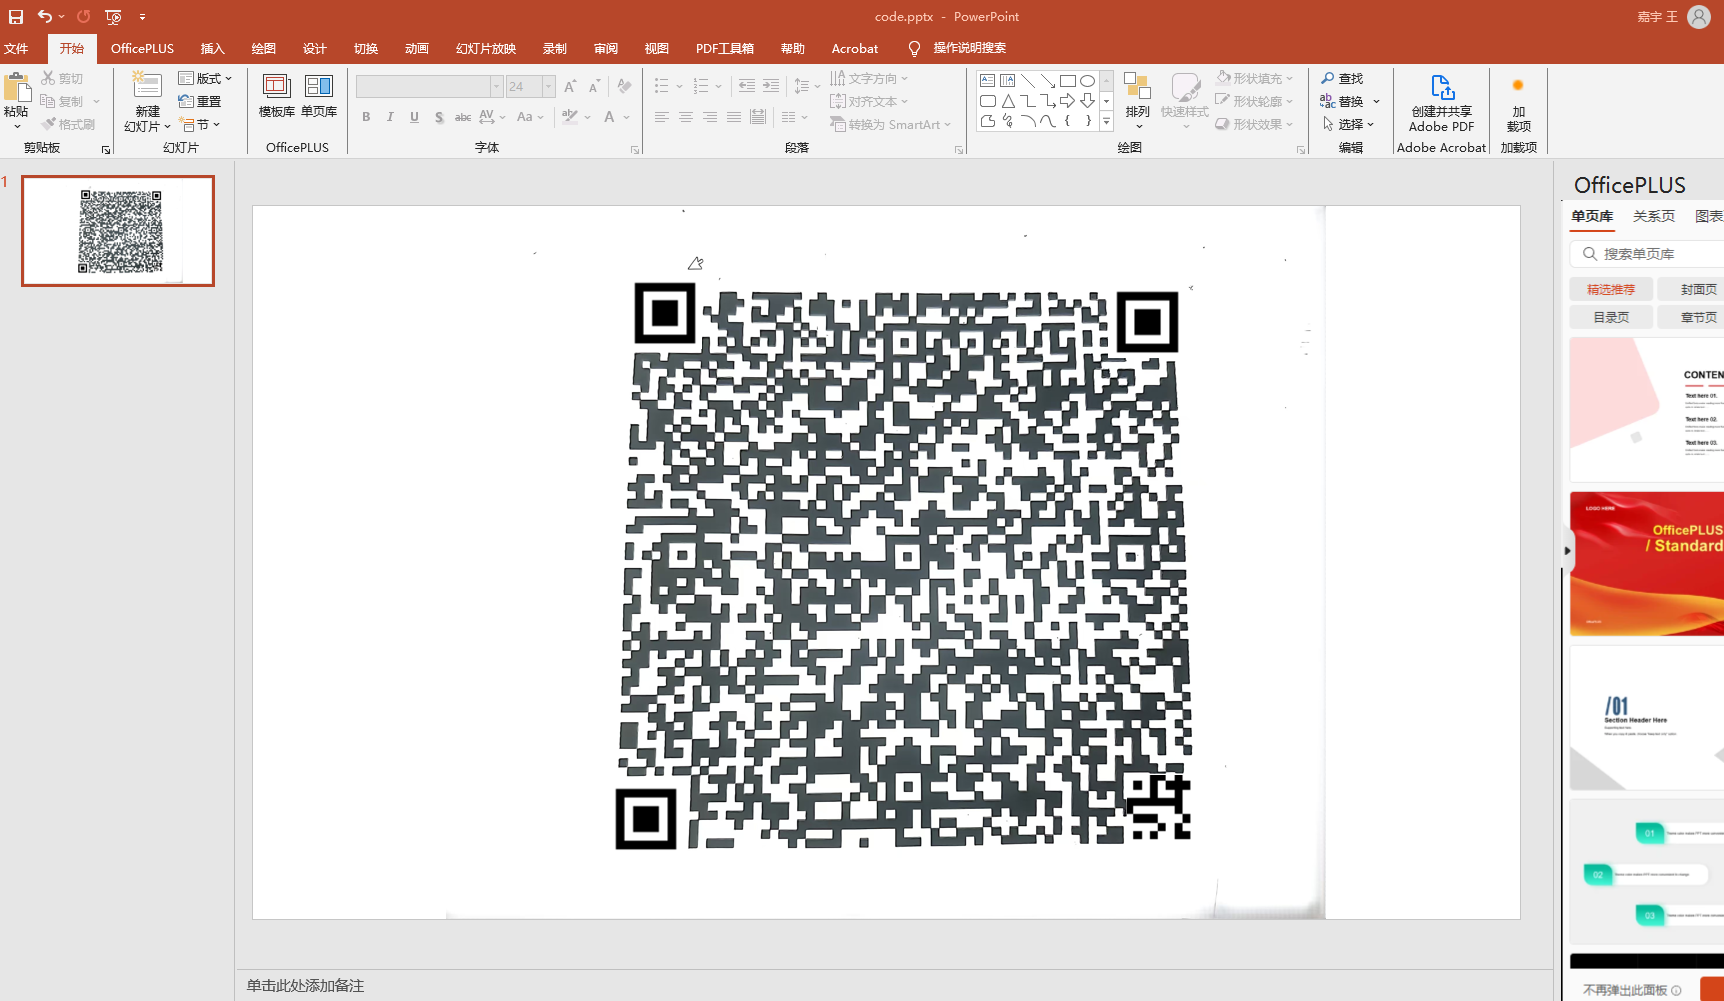 code.pptx - PowerPoint
嘉宇 王
文件 开始 OfficePLUS 插入 绘图 设计 切换 动画 幻灯片放映 录制 审阅 视图 PDF工具箱 帮助 Acrobat 操作说明搜索
粘贴
剪切
复制
格式刷
剪贴板
新建
幻灯片
版式
重置
节
幻灯片
模板库 单页库
OfficePLUS
24
B I U S abc AV Aa A
字体
文字方向
对齐文本
转换为 SmartArt
段落
排列
快速样式
形状填充
形状轮廓
形状效果
绘图
查找
替换
选择
编辑
创建并共享
Adobe PDF
Adobe Acrobat
加
载项
加载项
1
OfficePLUS
单页库 关系页 图表
搜索单页库
精选推荐 封面页
目录页 章节页
CONTEN
Text here 01.
Text here 02.
Text here 03.
LOGO HERE
OfficePLUS
/ Standard
/01
Section Header Here
01
02
03
单击此处添加备注
不再弹出此面板